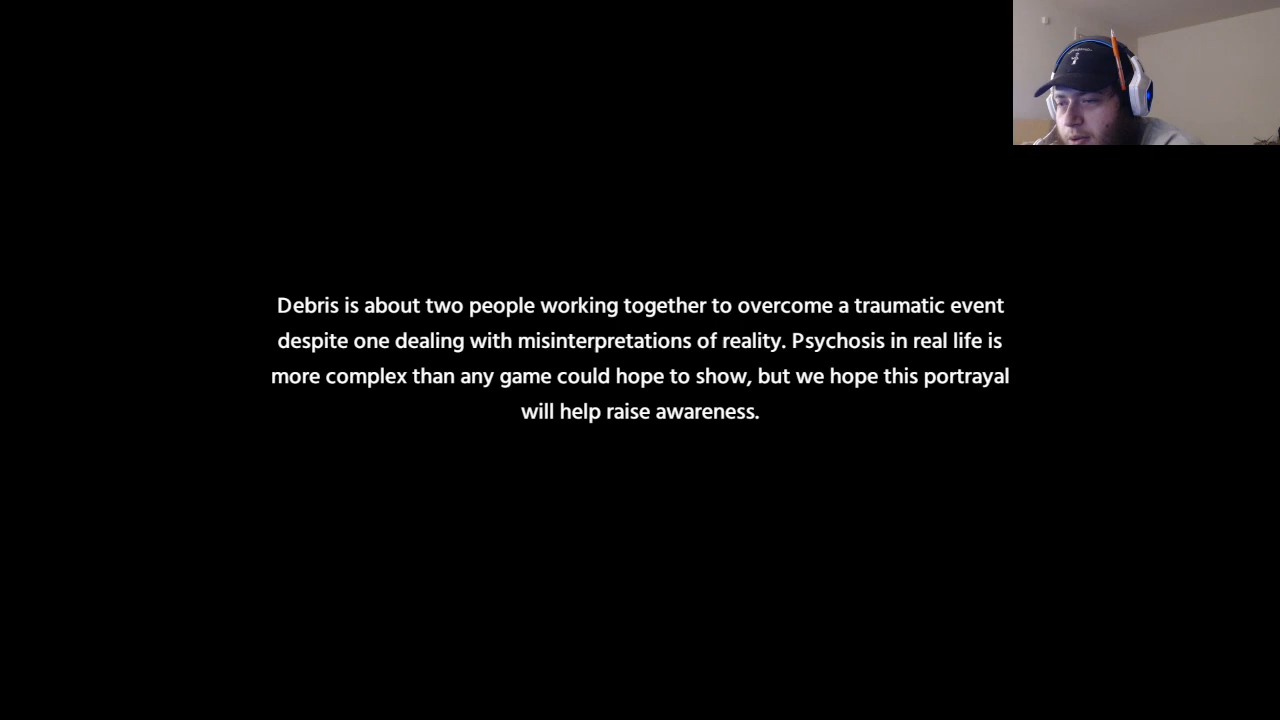 Debris is about two people working together to overcome a traumatic event
despite one dealing with misinterpretations of reality. Psychosis in real life is
more complex than any game could hope to show, but we hope this portrayal
will help raise awareness.